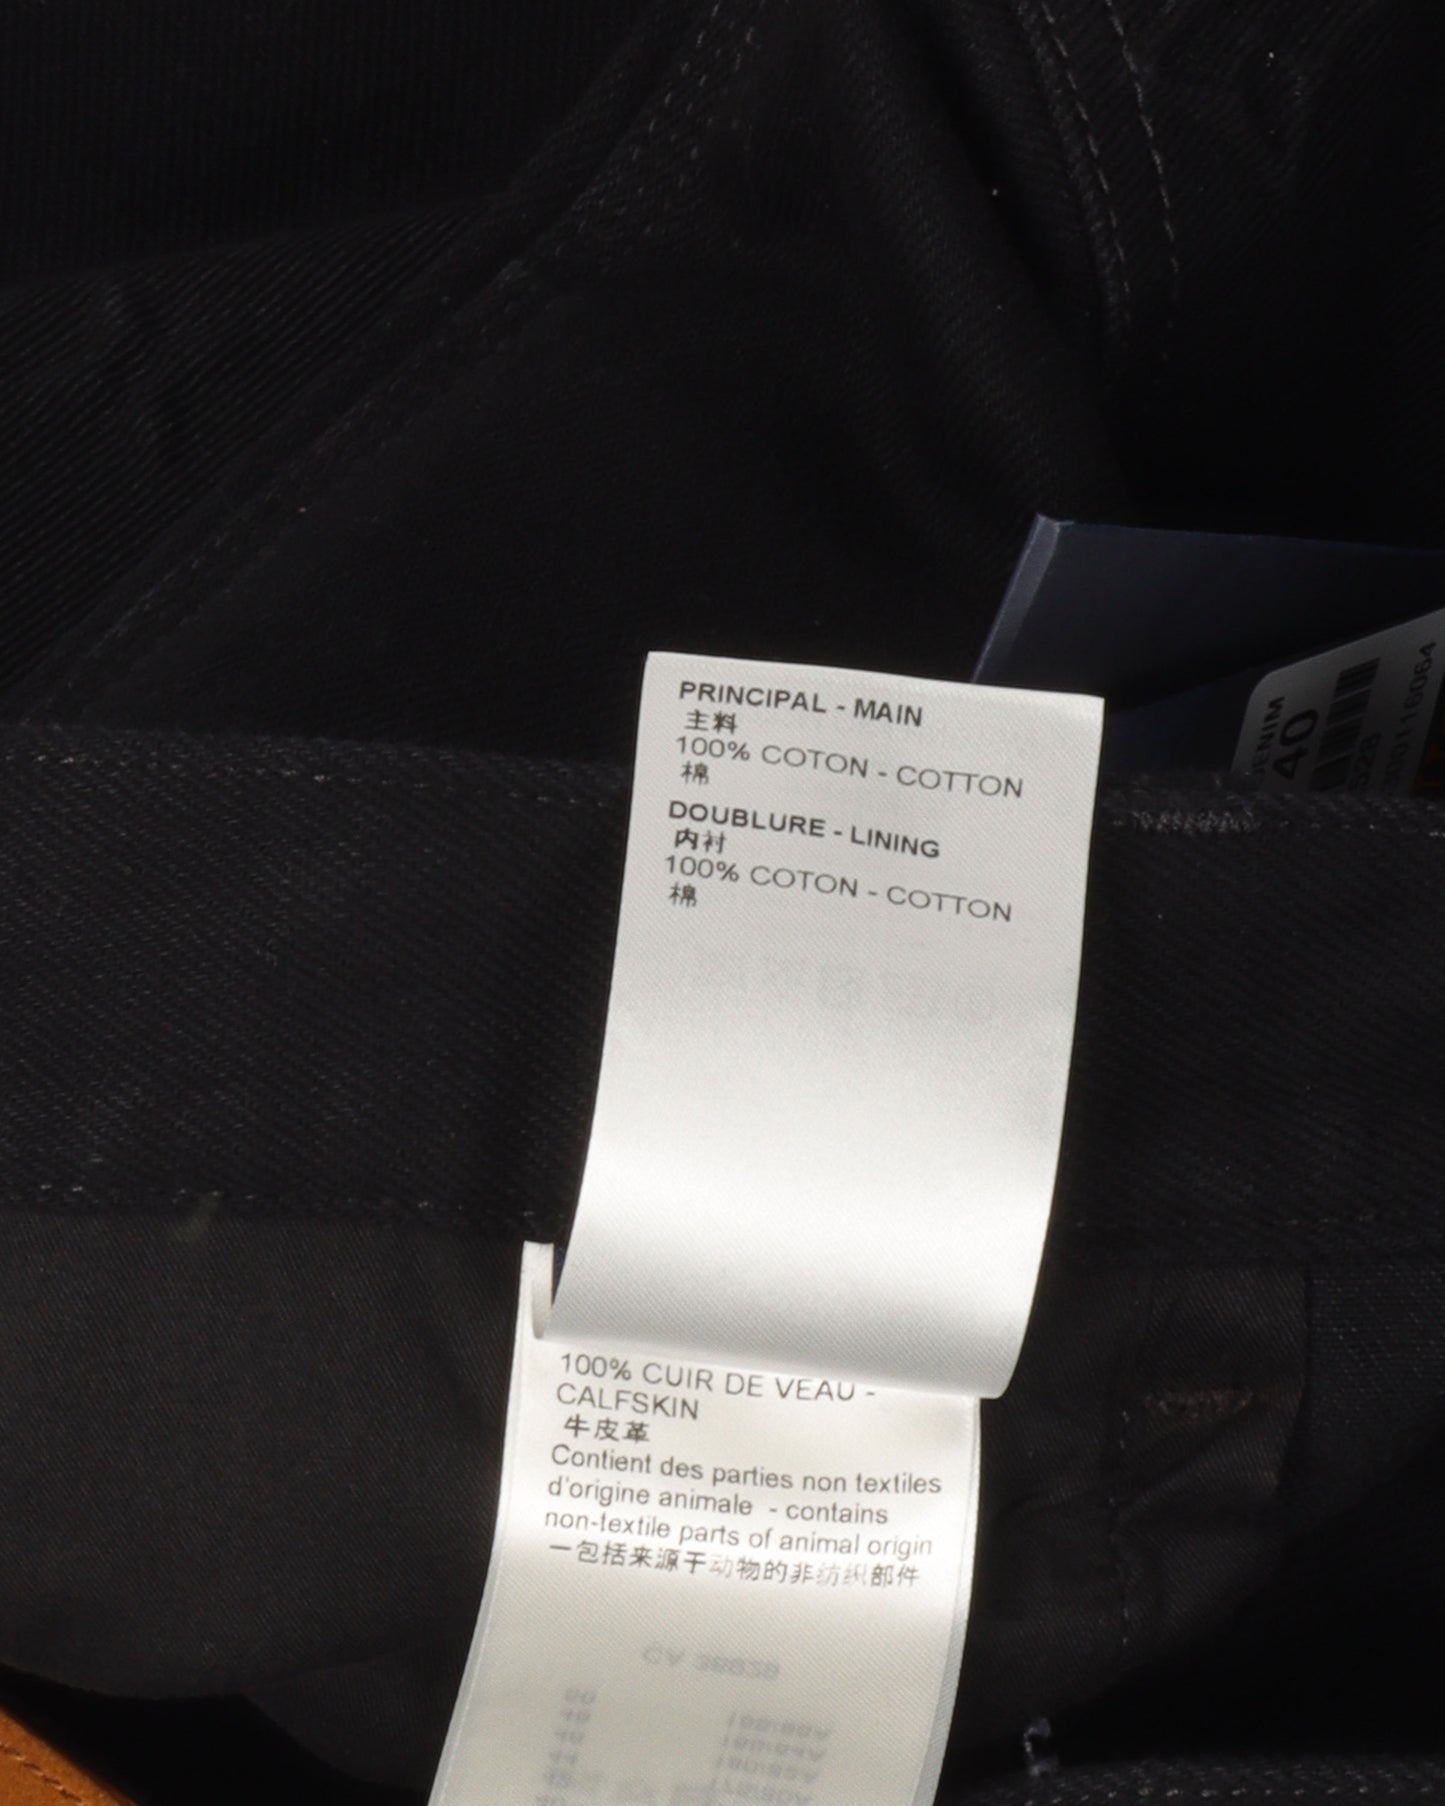 PRINCIPAL - MAIN
主料
100% COTON - COTTON
棉
DOUBLURE - LINING
内衬
100% COTON - COTTON
棉
100% CUIR DE VEAU -
CALFSKIN
牛皮革
Contient des parties non textiles
d'origine animale - contains
non-textile parts of animal origin
一包括来源于动物的非纺织部件
40